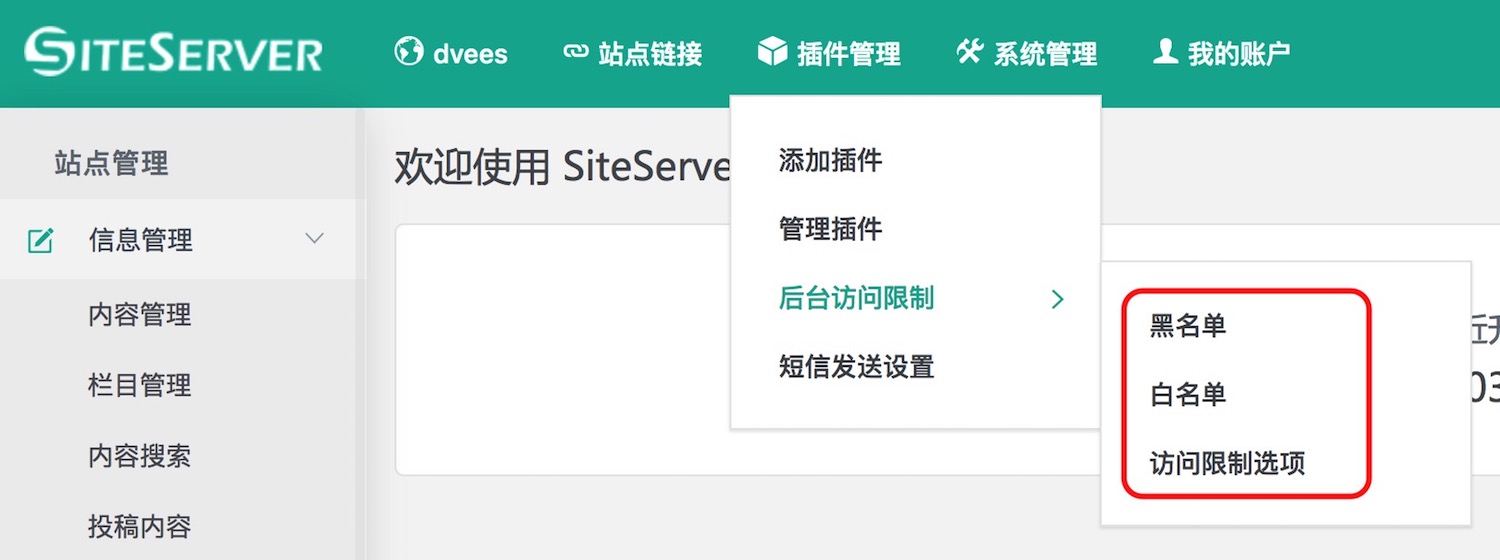 SITESERVER
dvees
站点链接
插件管理
系统管理
我的账户
站点管理
信息管理
内容管理
栏目管理
内容搜索
投稿内容
欢迎使用 SiteServe
添加插件
管理插件
后台访问限制
短信发送设置
黑名单
白名单
访问限制选项
03